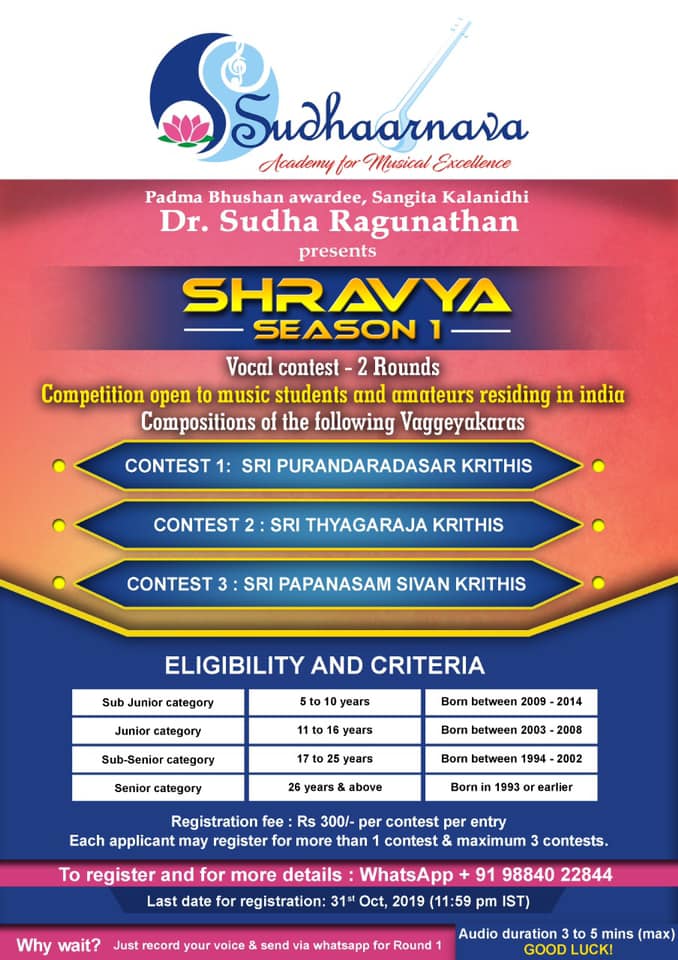 Sudhaarnava
Academy for Musical Excellence
Padma Bhushan awardee, Sangita Kalanidhi
Dr. Sudha Ragunathan
presents
SHRAVYA
SEASON 1
Vocal contest - 2 Rounds
Competition open to music students and amateurs residing in india
Compositions of the following Vaggeyakaras
CONTEST 1: SRI PURANDARADASAR KRITHIS
CONTEST 2 : SRI THYAGARAJA KRITHIS
CONTEST 3 : SRI PAPANASAM SIVAN KRITHIS
ELIGIBILITY AND CRITERIA
Sub Junior category 5 to 10 years Born between 2009 - 2014
Junior category 11 to 16 years Born between 2003 - 2008
Sub-Senior category 17 to 25 years Born between 1994 - 2002
Senior category 26 years & above Born in 1993 or earlier
Registration fee : Rs 300/- per contest per entry
Each applicant may register for more than 1 contest & maximum 3 contests.
To register and for more details : WhatsApp + 91 98840 22844
Last date for registration: 31st Oct, 2019 (11:59 pm IST)
Why wait? Just record your voice & send via whatsapp for Round 1
Audio duration 3 to 5 mins (max)
GOOD LUCK!